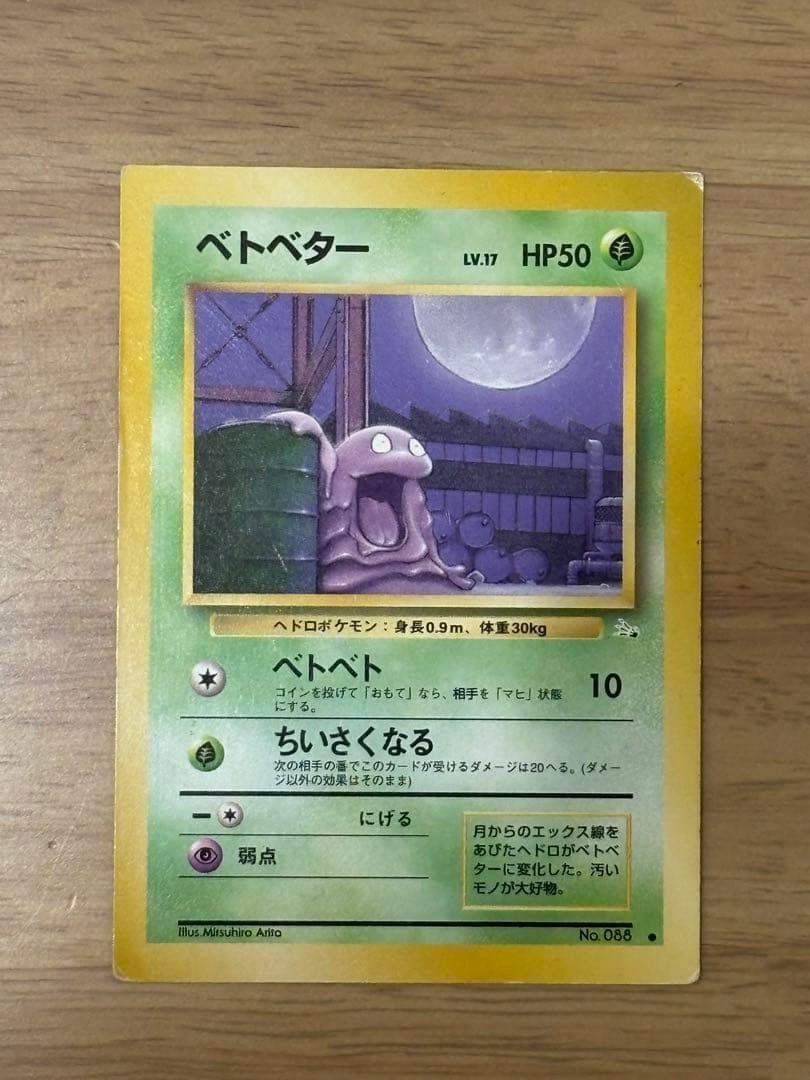 ベトベター LV.17 HP50
ヘドロポケモン：身長0.9m、体重30kg
ベトベト 10
コインを投げて「おもて」なら、相手を「マヒ」状態
にする。
ちいさくなる
次の相手の番でこのカードが受けるダメージは20へる。(ダメー
ジ以外の効果はそのまま)
にげる
弱点
月からのエックス線を
あびたヘドロがベトベ
ターに変化した。汚い
モノが大好物。
Illus.Mitsuhiro Arita
No. 088